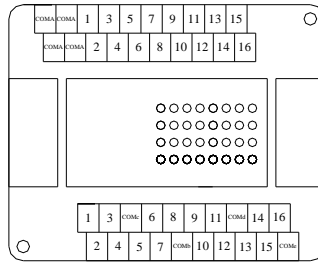 COMA COMA 1 3 5 7 9 11 13 15
COMA COMA 2 4 6 8 10 12 14 16
1 3 COMc 6 8 9 11 COMd 14 16
2 4 5 7 COMb 10 12 13 15 COMe